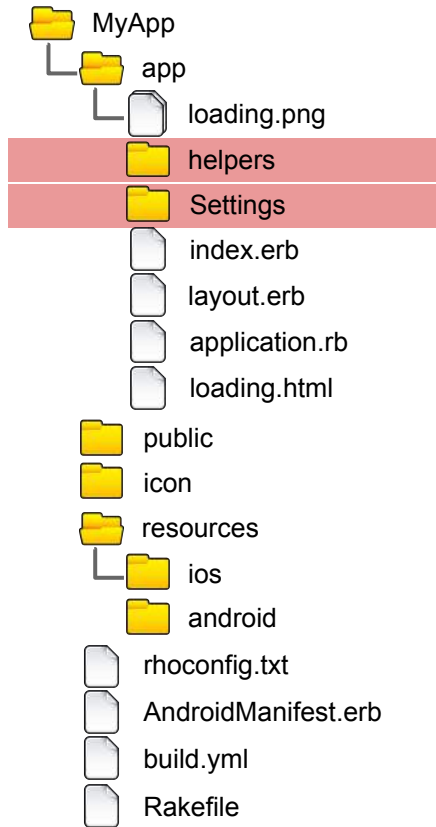 MyApp
app
loading.png
helpers
Settings
index.erb
layout.erb
application.rb
loading.html
public
icon
resources
ios
android
rhoconfig.txt
AndroidManifest.erb
build.yml
Rakefile